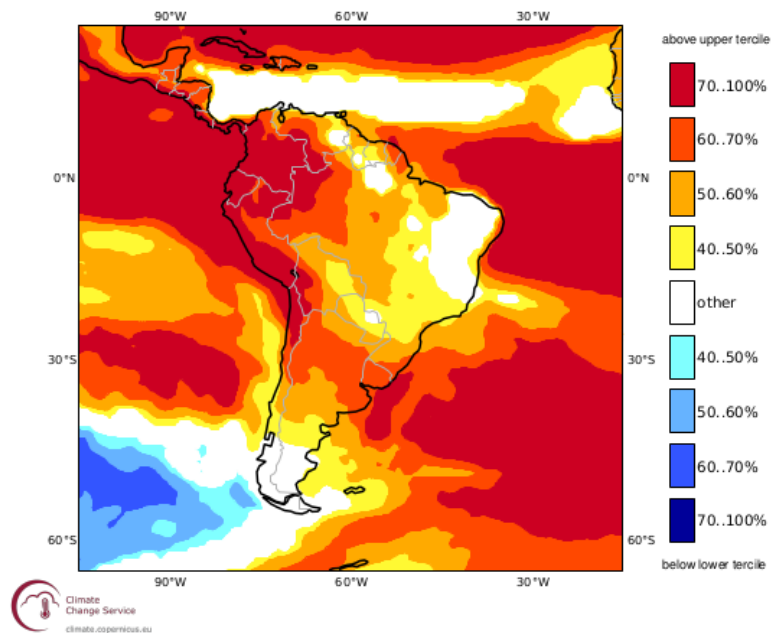 90°W 60°W 30°W
above upper tercile
70..100%
60..70%
50..60%
0°N 0°N
40..50%
other
30°S 30°S
40..50%
50..60%
60..70%
70..100%
60°S 60°S
below lower tercile
90°W 60°W 30°W
Climate
Change Service
climate.copernicus.eu